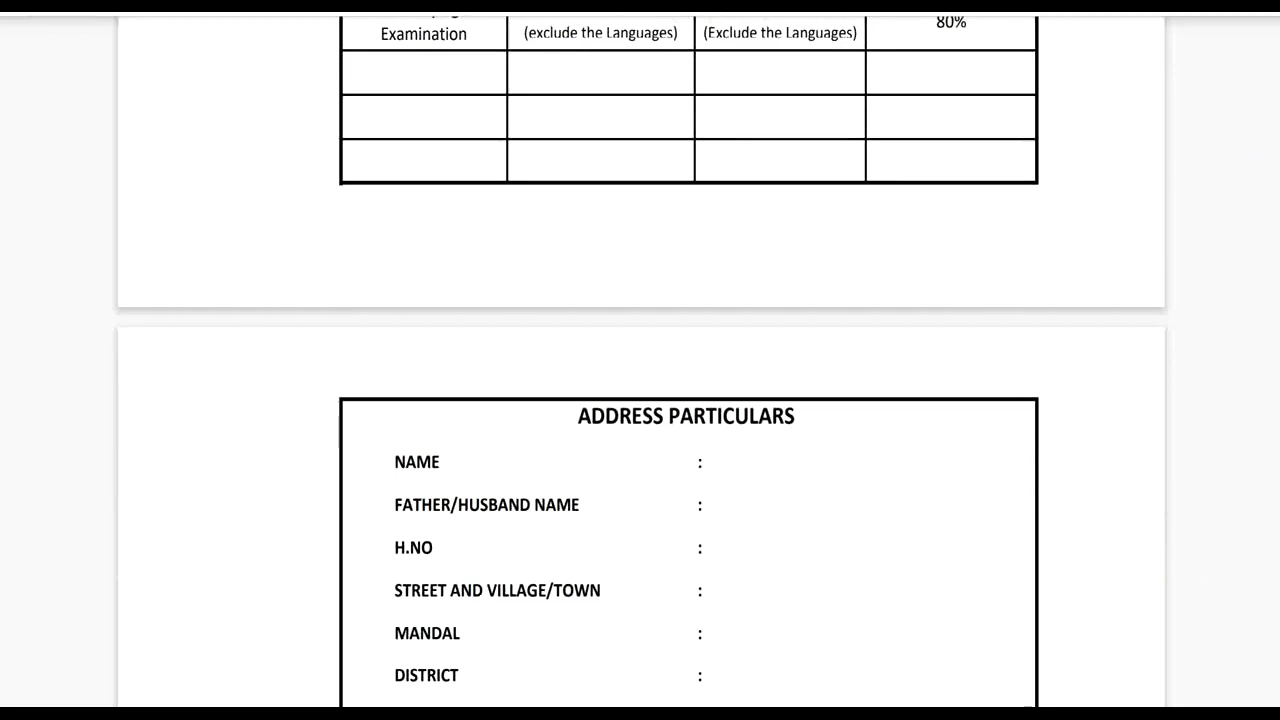 80%
Examination
(exclude the Languages)
(Exclude the Languages)
ADDRESS PARTICULARS
NAME :
FATHER/HUSBAND NAME :
H.NO :
STREET AND VILLAGE/TOWN :
MANDAL :
DISTRICT :